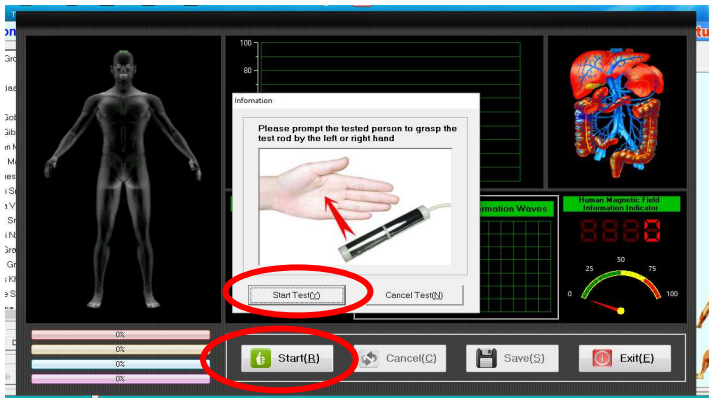 100
80
Infomation
Please prompt the tested person to grasp the
test rod by the left or right hand
Start Test(Y)
Cancel Test(N)
rmation Waves
Human Magnetic Field
Information Indicator
0
25
50
75
100
0%
0%
0%
0%
Start(R)
Cancel(C)
Save(S)
Exit(E)